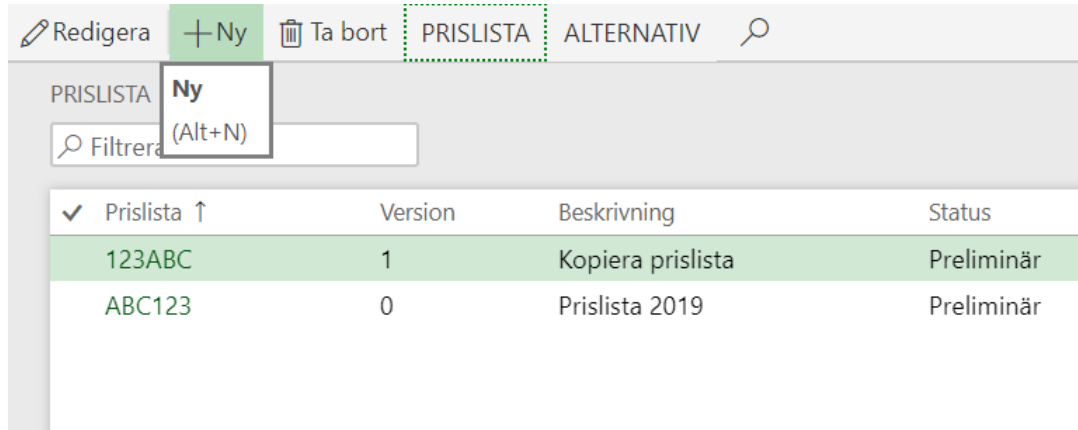 Redigera + Ny Ta bort PRISLISTA ALTERNATIV
PRISLISTA
Ny
(Alt+N)
Filtrera
Prislista ↑ Version Beskrivning Status
123ABC 1 Kopiera prislista Preliminär
ABC123 0 Prislista 2019 Preliminär